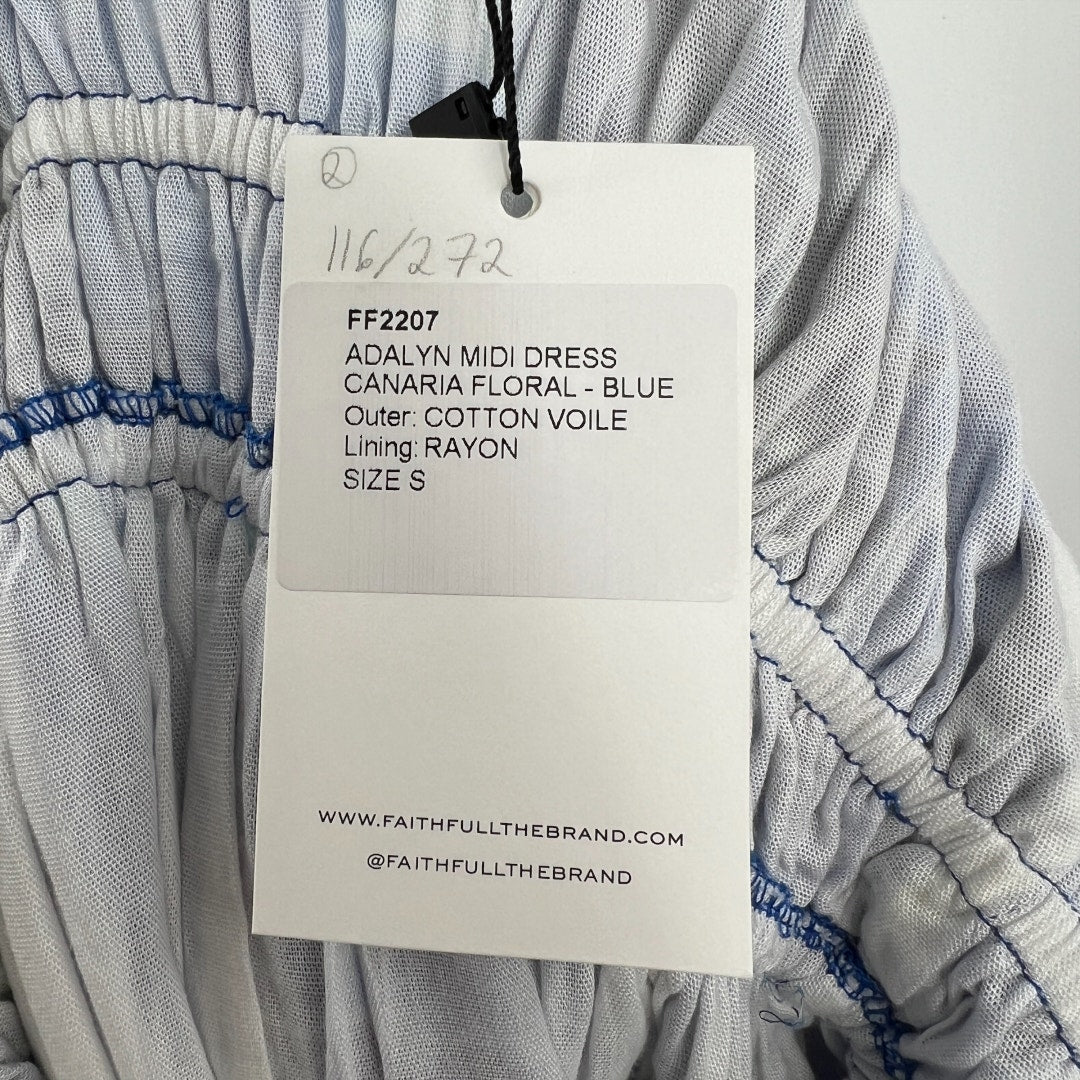 2
116/272
FF2207
ADALYN MIDI DRESS
CANARIA FLORAL - BLUE
Outer: COTTON VOILE
Lining: RAYON
SIZE S
WWW.FAITHFULLTHEBRAND.COM
@FAITHFULLTHEBRAND